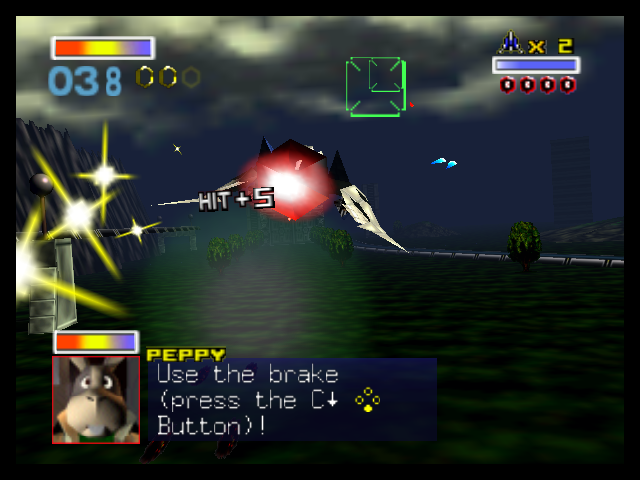 038
x 2
HIT+5
PEPPY
Use the brake
(press the C↓
Button)!